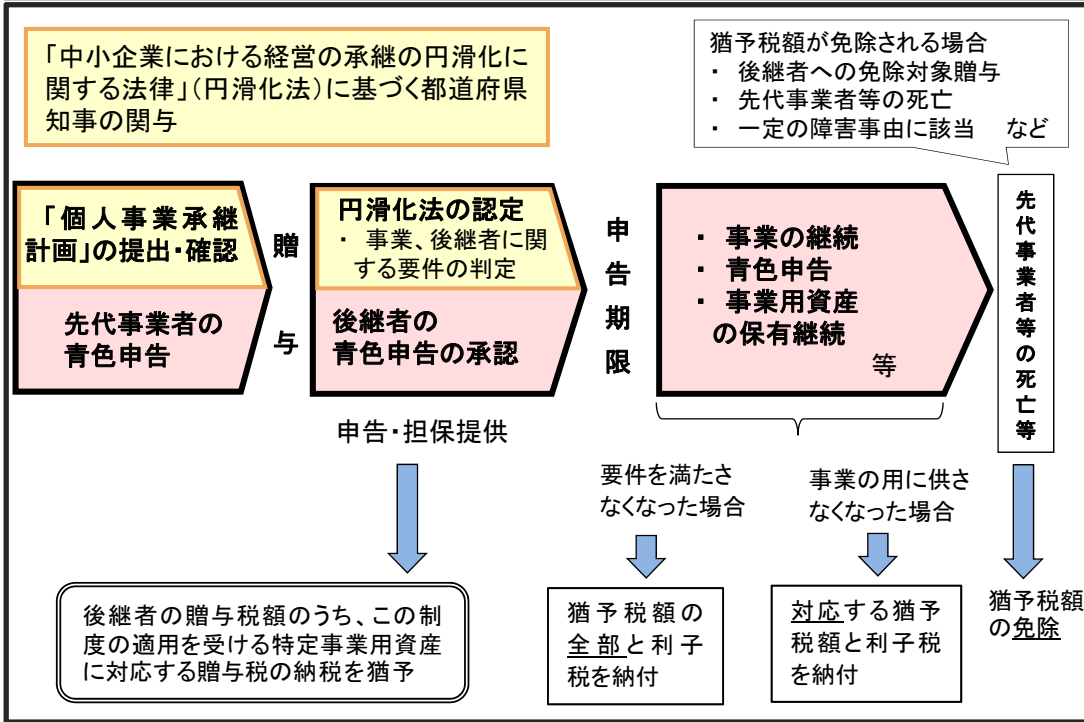 「中小企業における経営の承継の円滑化に
関する法律」(円滑化法)に基づく都道府県
知事の関与
猶予税額が免除される場合
・ 後継者への免除対象贈与
・ 先代事業者等の死亡
・ 一定の障害事由に該当 など
「個人事業承継
計画」の提出・確認
先代事業者の
青色申告
贈与
円滑化法の認定
・ 事業、後継者に関
する要件の判定
後継者の
青色申告の承認
申告期限
・ 事業の継続
・ 青色申告
・ 事業用資産
の保有継続
等
先代事業者等の死亡等
申告・担保提供
要件を満たさ
なくなった場合
事業の用に供さ
なくなった場合
後継者の贈与税額のうち、この制
度の適用を受ける特定事業用資産
に対応する贈与税の納税を猶予
猶予税額の
全部と利子
税を納付
対応する猶予
税額と利子税
を納付
猶予税額
の免除